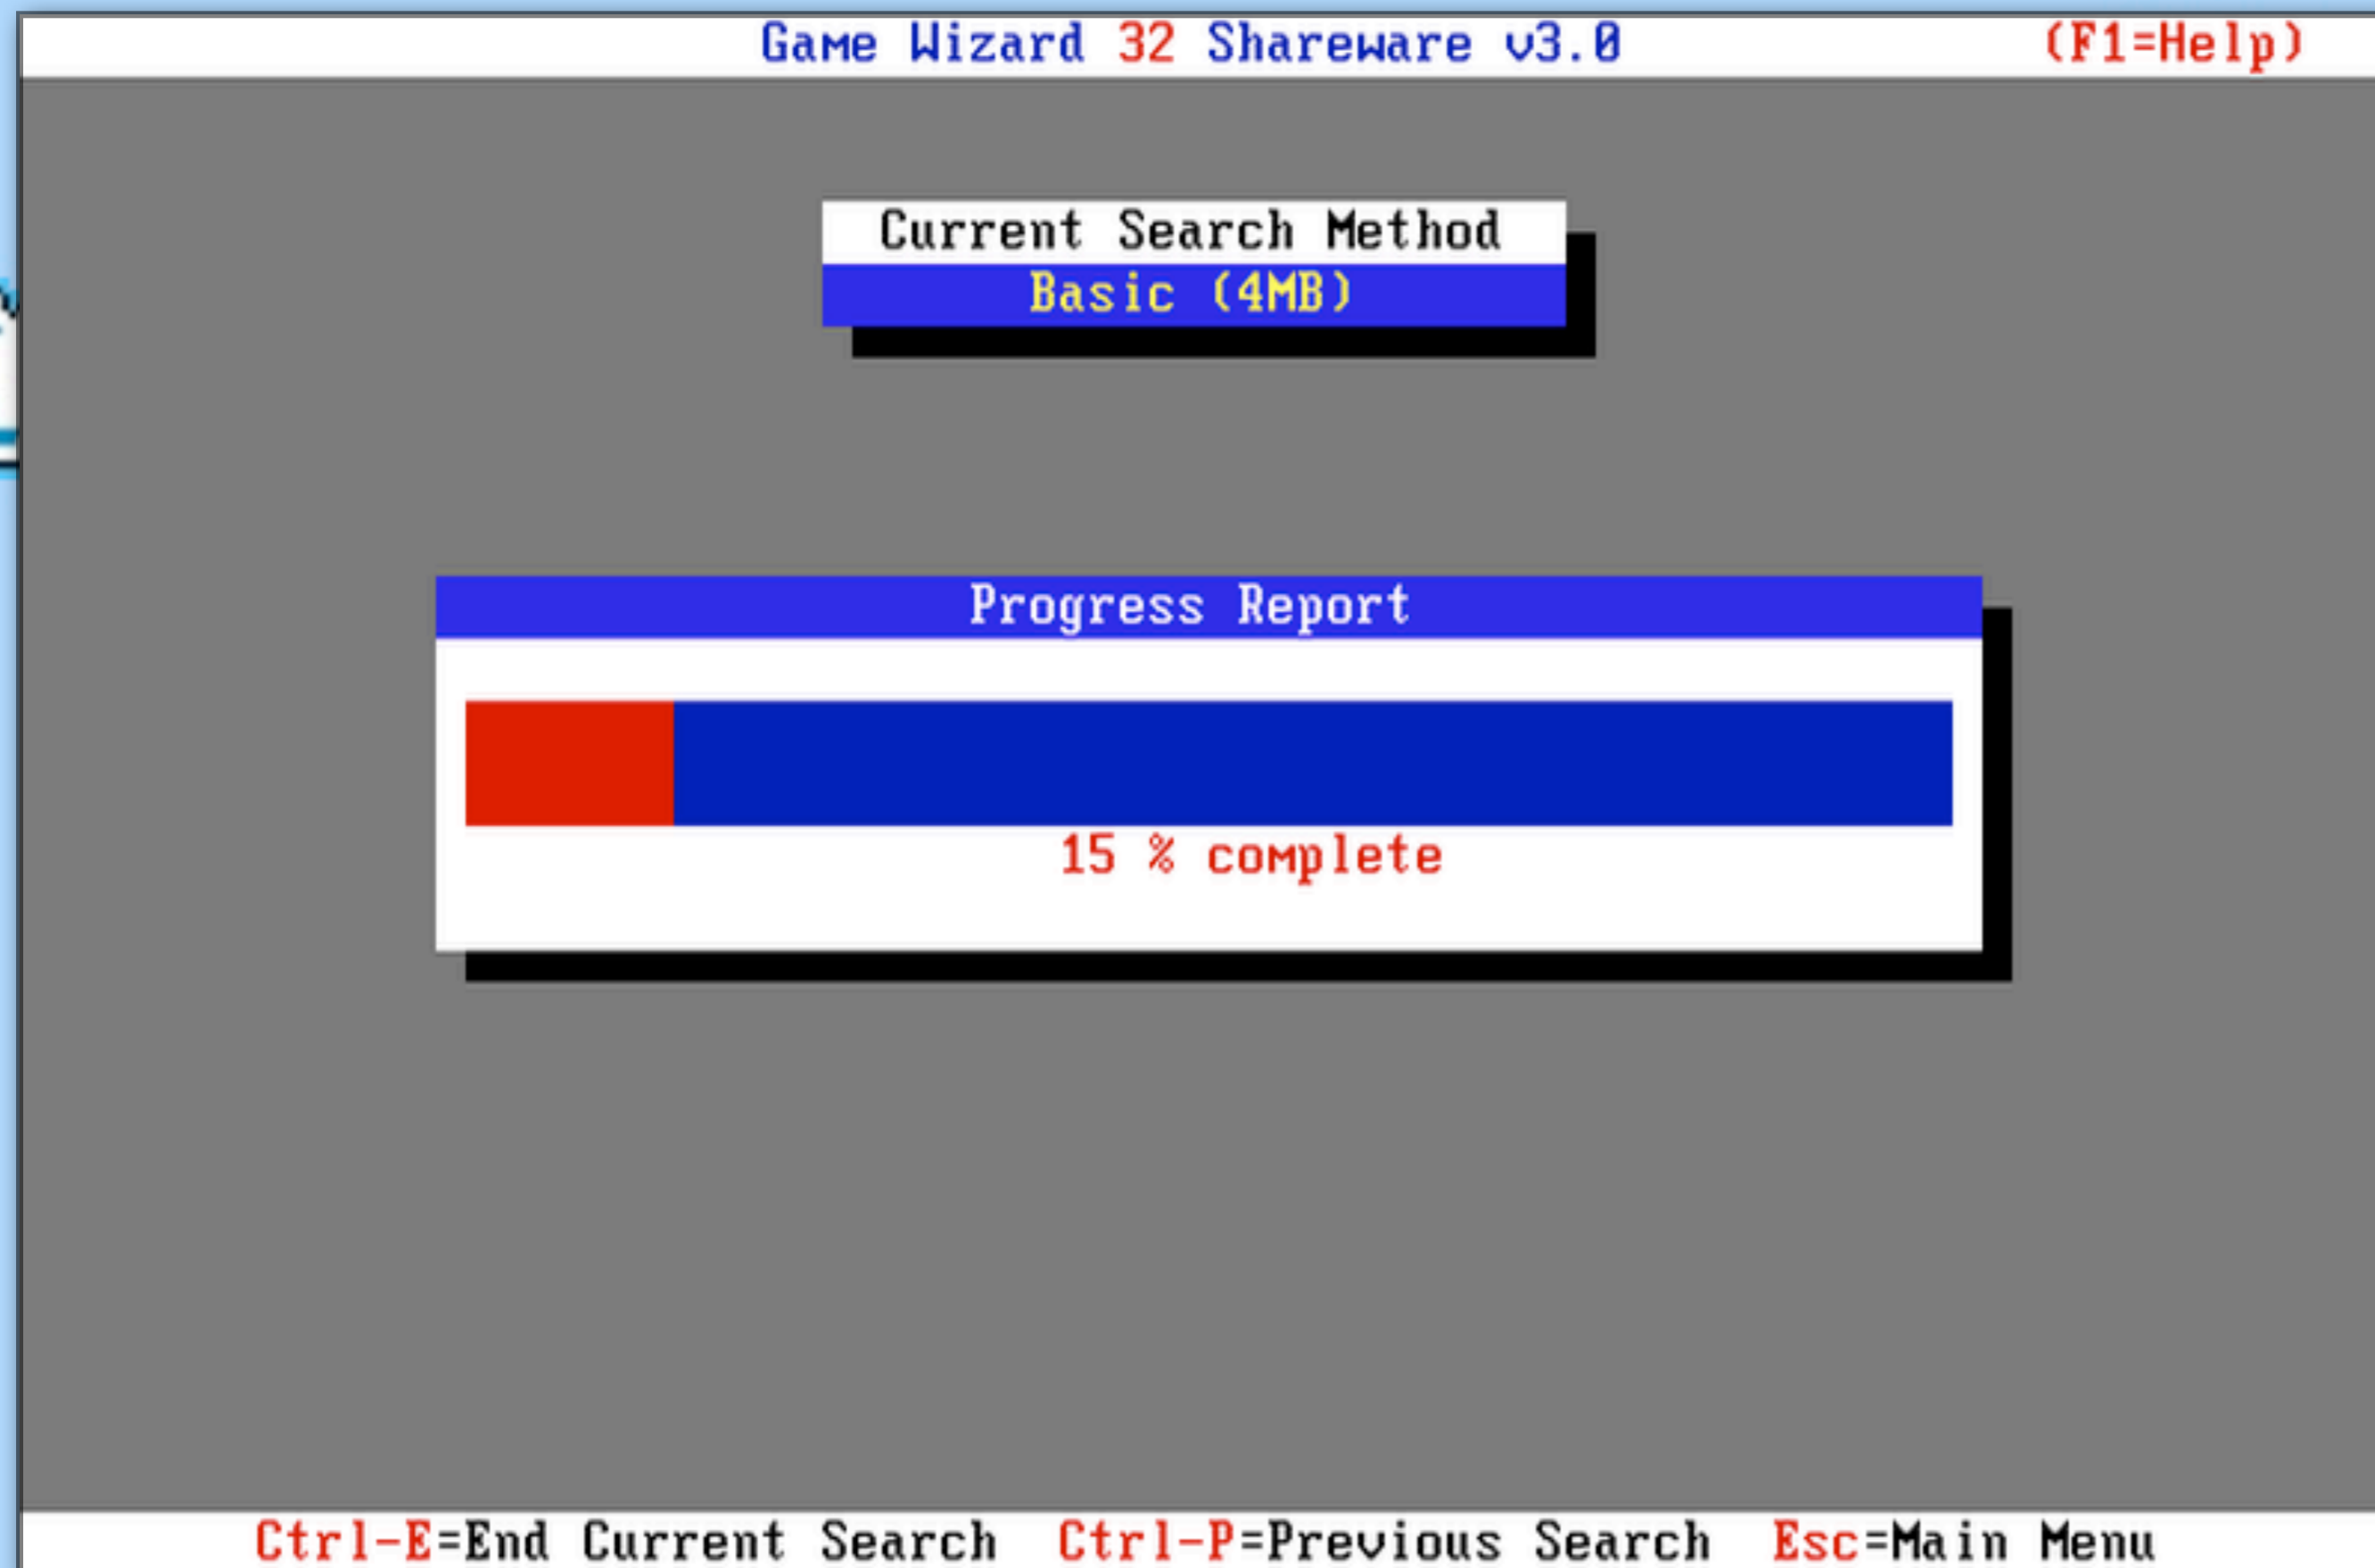 Game Wizard 32 Shareware v3.0 (F1=Help)
Current Search Method
Basic (4MB)
Progress Report
15 % complete
Ctrl-E=End Current Search Ctrl-P=Previous Search Esc=Main Menu